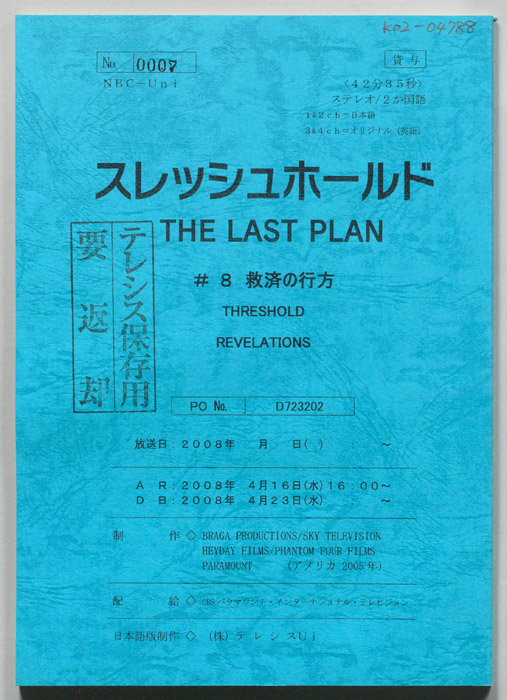 K02-04788
No. 0007
貸与
NBC-Uni
〈42分35秒〉
ステレオ/2か国語
1&2ch=日本語
3&4ch=オリジナル(英語)
スレッシュホールド
THE LAST PLAN
#8 救済の行方
THRESHOLD
REVELATIONS
テレシス保存用
要返却
PO No. D723202
放送日:2008年 月 日( ) : ~
AR:2008年 4月16日(水)16:00~
DB:2008年 4月23日(水) : ~
制作◇ BRAGA PRODUCTIONS/SKY TELEVISION
HEYDAY FILMS/PHANTOM FOUR FILMS
PARAMOUNT (アメリカ 2005年)
配給◇ CBSパラマウント・インターナショナル・テレビジョン
日本語版制作◇ (株)テレシスUi